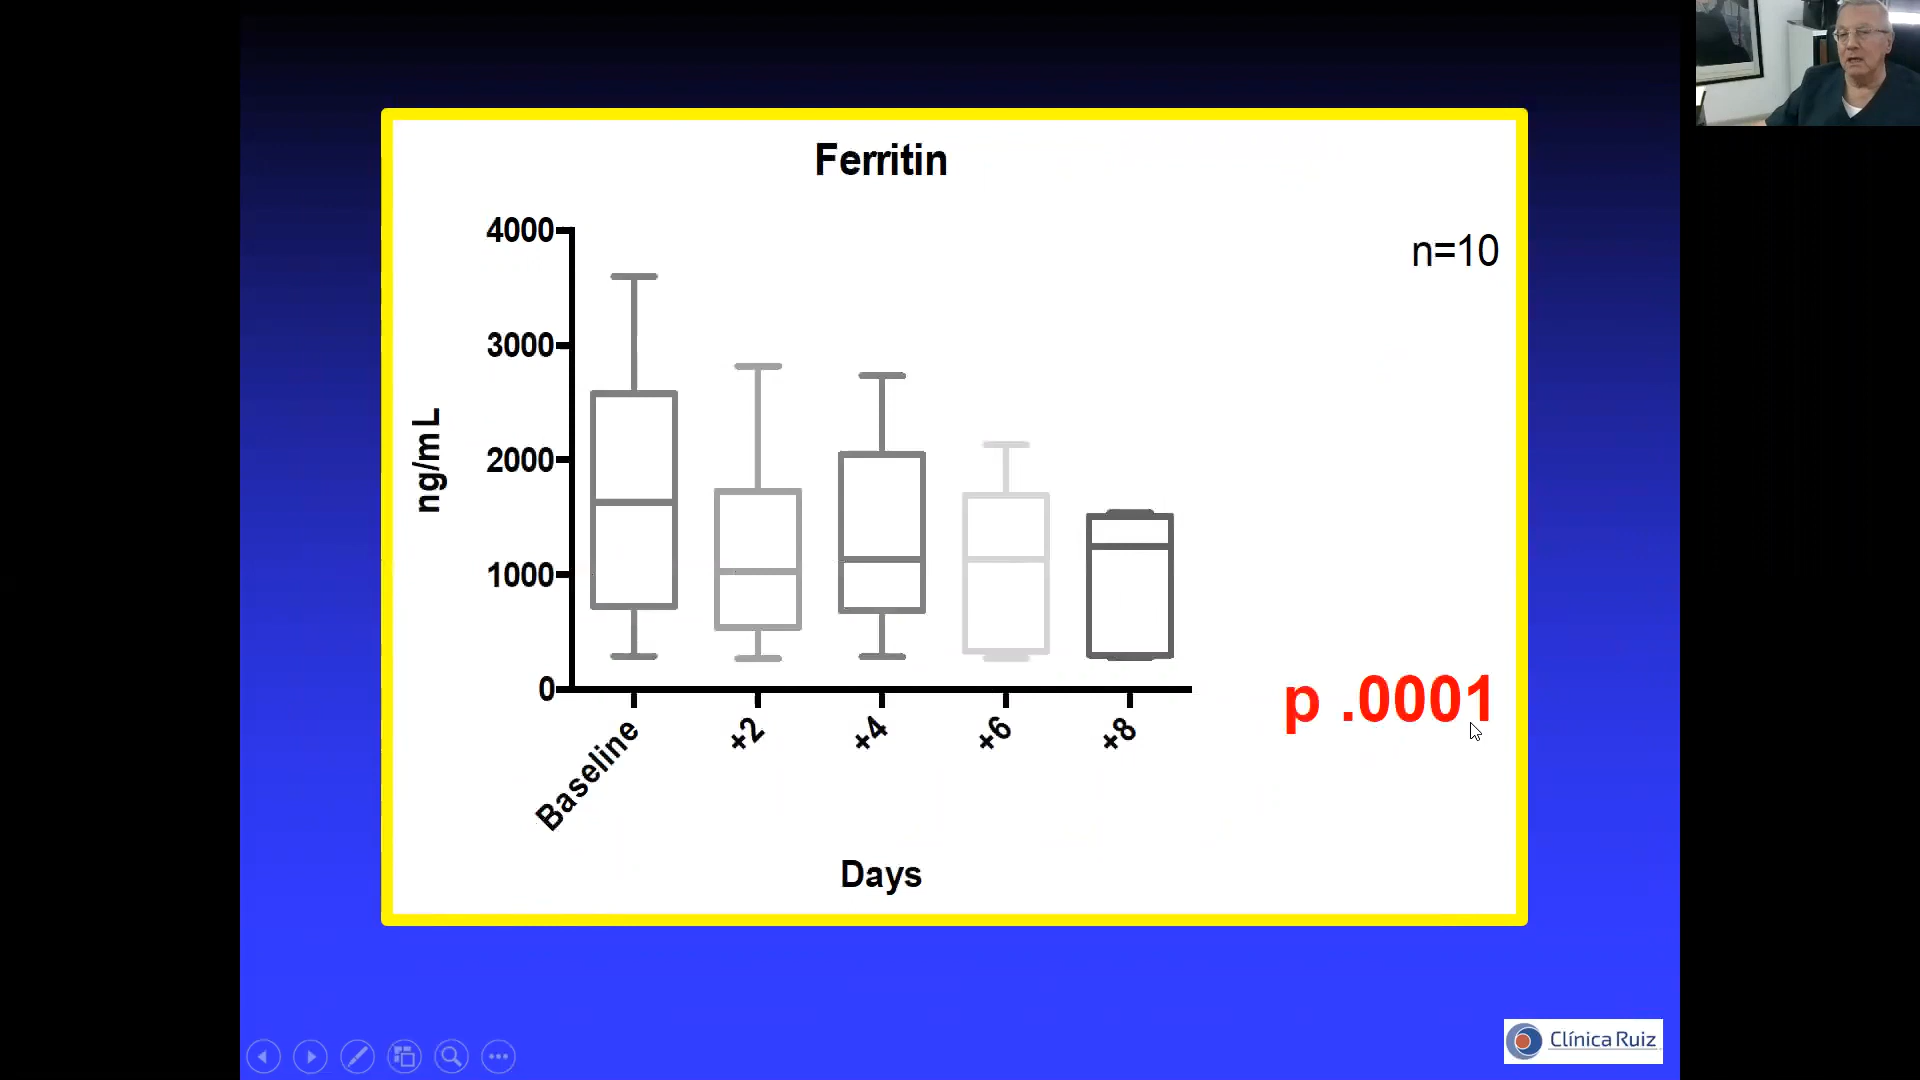 Ferritin
n=10
4000
3000
2000
1000
0
ng/mL
Baseline
+2
+4
+6
+8
p .0001
Days
Clínica Ruiz